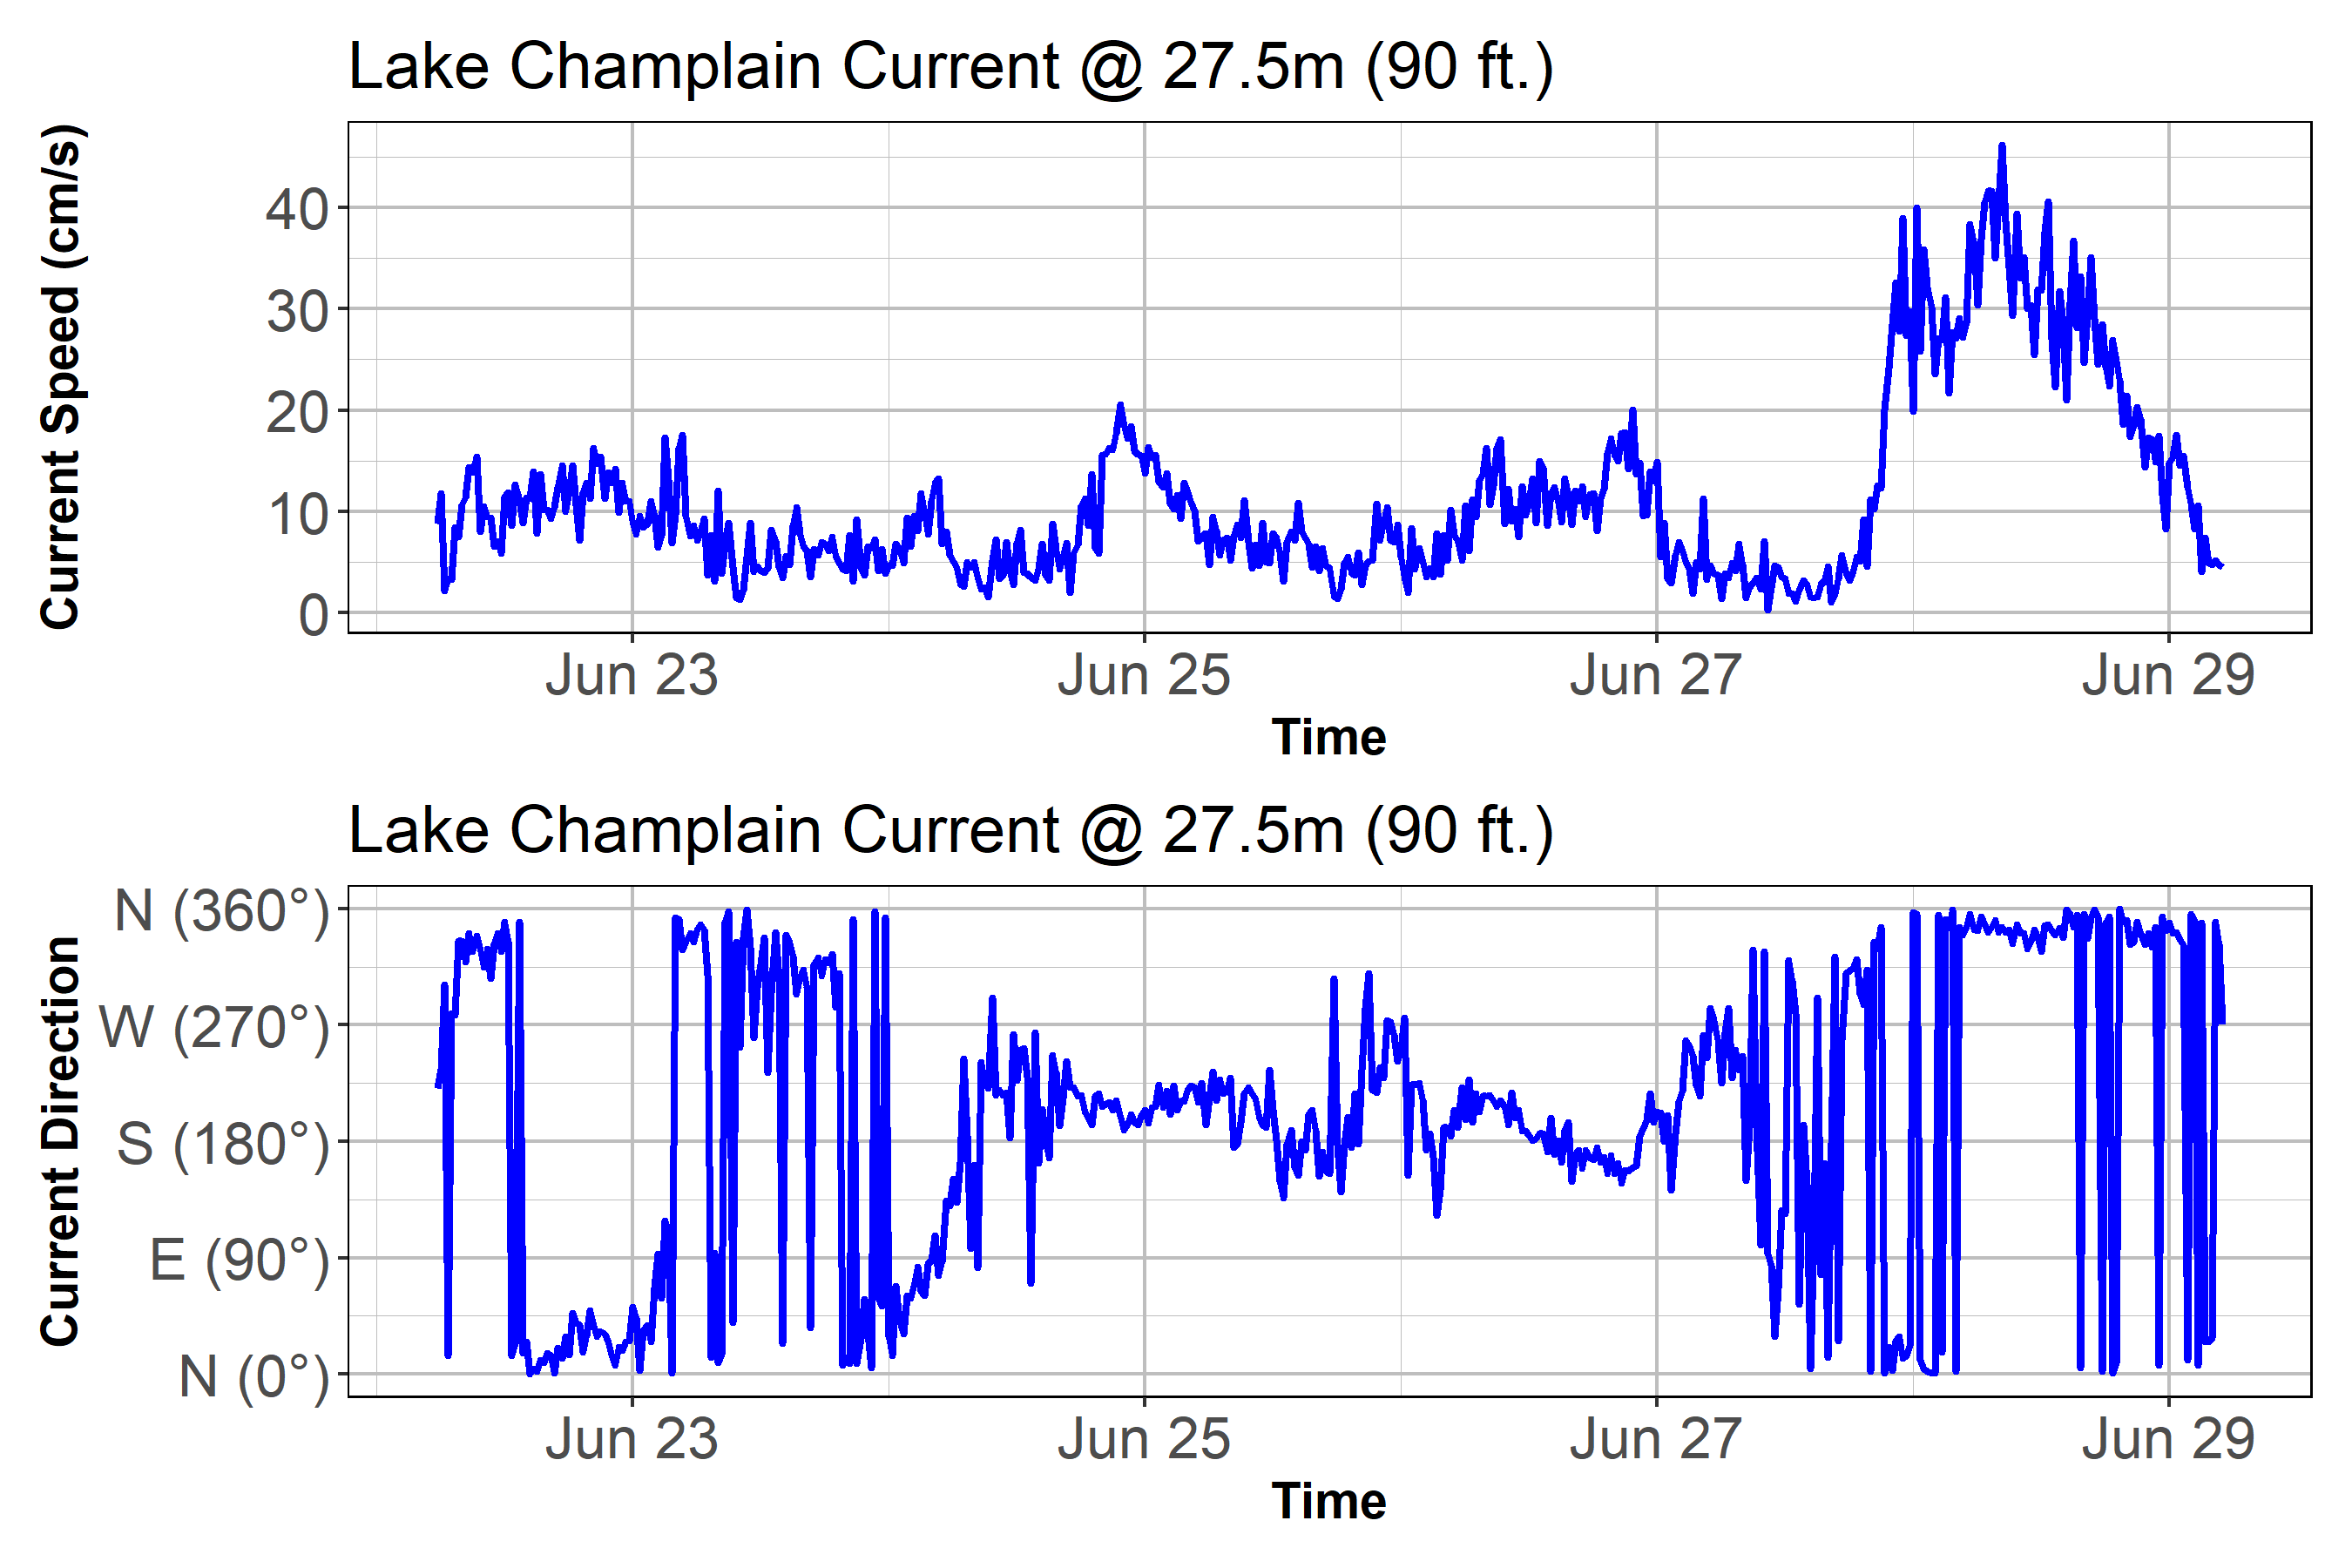 Lake Champlain Current @ 27.5m (90 ft.)
Current Speed (cm/s)
40
30
20
10
0
Jun 23 Jun 25 Jun 27 Jun 29
Time
Lake Champlain Current @ 27.5m (90 ft.)
Current Direction
N (360°)
W (270°)
S (180°)
E (90°)
N (0°)
Jun 23 Jun 25 Jun 27 Jun 29
Time